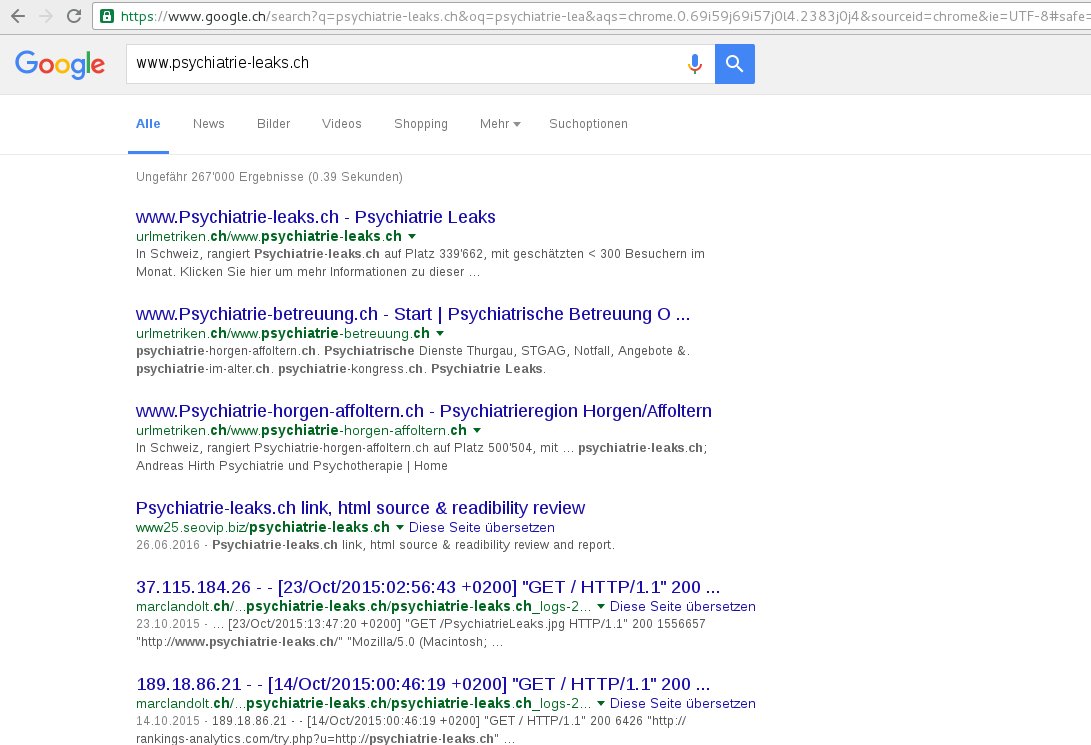 https://www.google.ch/search?q=psychiatrie-leaks.ch&oq=psychiatrie-lea&aqs=chrome.0.69i59j69i57j0l4.2383j0j4&sourceid=chrome&ie=UTF-8#safe=
Google
www.psychiatrie-leaks.ch
Alle News Bilder Videos Shopping Mehr Suchoptionen
Ungefähr 267'000 Ergebnisse (0.39 Sekunden)
www.Psychiatrie-leaks.ch - Psychiatrie Leaks
urlmetriken.ch/www.psychiatrie-leaks.ch
In Schweiz, rangiert Psychiatrie-leaks.ch auf Platz 339'662, mit geschätzten < 300 Besuchern im
Monat. Klicken Sie hier um mehr Informationen zu dieser ...
www.Psychiatrie-betreuung.ch - Start | Psychiatrische Betreuung O ...
urlmetriken.ch/www.psychiatrie-betreuung.ch
psychiatrie-horgen-affoltern.ch. Psychiatrische Dienste Thurgau, STGAG, Notfall, Angebote &.
psychiatrie-im-alter.ch. psychiatrie-kongress.ch. Psychiatrie Leaks.
www.Psychiatrie-horgen-affoltern.ch - Psychiatrieregion Horgen/Affoltern
urlmetriken.ch/www.psychiatrie-horgen-affoltern.ch
In Schweiz, rangiert Psychiatrie-horgen-affoltern.ch auf Platz 500'504, mit ... psychiatrie-leaks.ch;
Andreas Hirth Psychiatrie und Psychotherapie | Home
Psychiatrie-leaks.ch link, html source & readibility review
www25.seovip.biz/psychiatrie-leaks.ch Diese Seite übersetzen
26.06.2016 - Psychiatrie-leaks.ch link, html source & readibility review and report.
37.115.184.26 - - [23/Oct/2015:02:56:43 +0200] "GET / HTTP/1.1" 200 ...
marclandolt.ch/...psychiatrie-leaks.ch/psychiatrie-leaks.ch_logs-2... Diese Seite übersetzen
23.10.2015 - ... [23/Oct/2015:13:47:20 +0200] "GET /PsychiatrieLeaks.jpg HTTP/1.1" 200 1556657
"http://www.psychiatrie-leaks.ch/" "Mozilla/5.0 (Macintosh; ...
189.18.86.21 - - [14/Oct/2015:00:46:19 +0200] "GET / HTTP/1.1" 200 ...
marclandolt.ch/...psychiatrie-leaks.ch/psychiatrie-leaks.ch_logs-2... Diese Seite übersetzen
14.10.2015 - 189.18.86.21 - - [14/Oct/2015:00:46:19 +0200] "GET / HTTP/1.1" 200 6426 "http://
rankings-analytics.com/try.php?u=http://psychiatrie-leaks.ch" ...